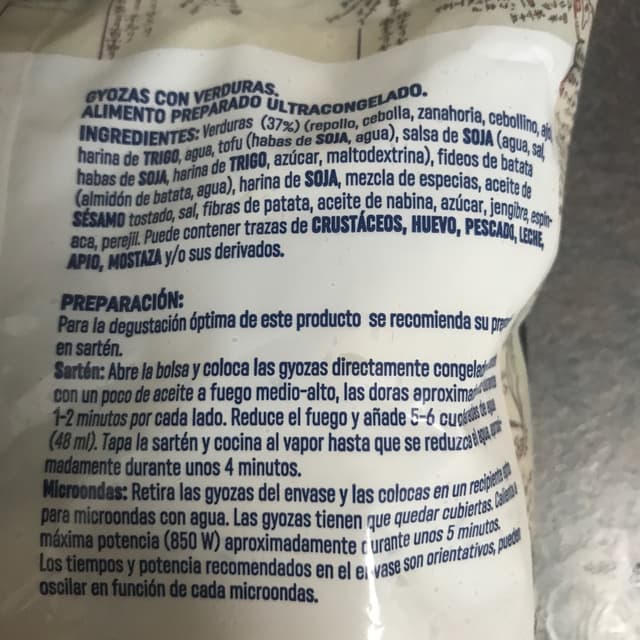 GYOZAS CON VERDURAS.
ALIMENTO PREPARADO ULTRACONGELADO.
INGREDIENTES: Verduras (37%) (repollo, cebolla, zanahoria, cebollino, ajo,
harina de TRIGO, agua, tofu (habas de SOJA, agua), salsa de SOJA (agua, sal,
habas de SOJA, harina de TRIGO, azúcar, maltodextrina), fideos de batata
(almidón de batata, agua), harina de SOJA, mezcla de especias, aceite de
SÉSAMO tostado, sal, fibras de patata, aceite de nabina, azúcar, jengibre, espin-
aca, perejil. Puede contener trazas de CRUSTÁCEOS, HUEVO, PESCADO, LECHE,
APIO, MOSTAZA y/o sus derivados.
PREPARACIÓN:
Para la degustación óptima de este producto se recomienda su
en sartén.
Sartén: Abre la bolsa y coloca las gyozas directamente
con un poco de aceite a fuego medio-alto, las doras
1-2 minutos por cada lado. Reduce el fuego y añade 5-6 cucharadas de agua
(48 ml). Tapa la sartén y cocina al vapor hasta que se reduzca el agua, aproxi-
madamente durante unos 4 minutos.
Microondas: Retira las gyozas del envase y las colocas en un recipiente apto
para microondas con agua. Las gyozas tienen que quedar cubiertas. Calienta a
máxima potencia (850 W) aproximadamente durante unos 5 minutos.
Los tiempos y potencia recomendados en el envase son orientativos, pueden
oscilar en función de cada microondas.